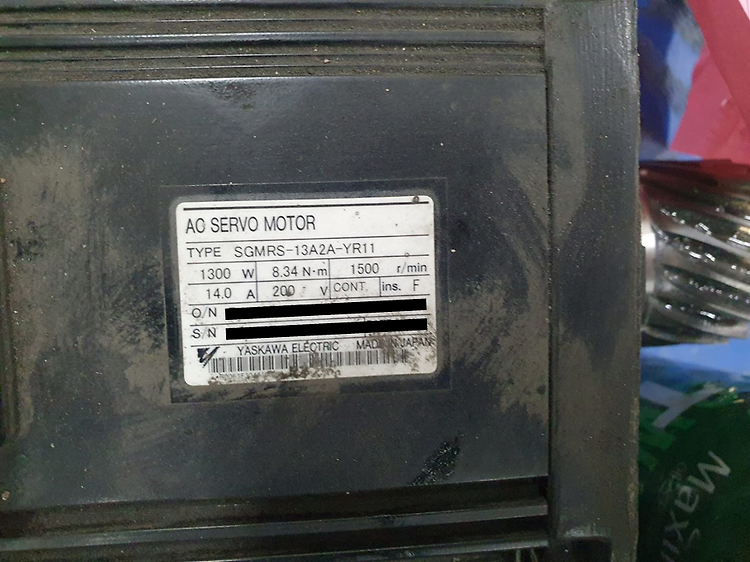 AC SERVO MOTOR
TYPE SGMRS-13A2A-YR11
1300 W 8.34 N·m 1500 r/min
14.0 A 200 V CONT. ins. F
O/N
S/N
YASKAWA ELECTRIC MADE IN JAPAN